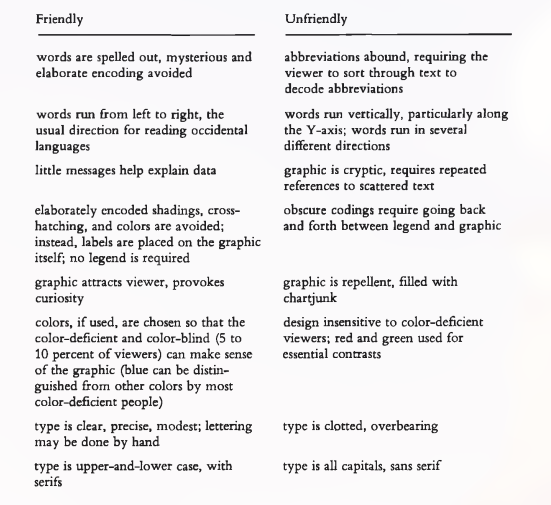 Friendly
Unfriendly
words are spelled out, mysterious and
elaborate encoding avoided
abbreviations abound, requiring the
viewer to sort through text to
decode abbreviations
words run from left to right, the
usual direction for reading occidental
languages
words run vertically, particularly along
the Y-axis; words run in several
different directions
little messages help explain data
graphic is cryptic, requires repeated
references to scattered text
elaborately encoded shadings, cross-
hatching, and colors are avoided;
instead, labels are placed on the graphic
itself; no legend is required
obscure codings require going back
and forth between legend and graphic
graphic attracts viewer, provokes
curiosity
graphic is repellent, filled with
chartjunk
colors, if used, are chosen so that the
color-deficient and color-blind (5 to
10 percent of viewers) can make sense
of the graphic (blue can be distin-
guished from other colors by most
color-deficient people)
design insensitive to color-deficient
viewers; red and green used for
essential contrasts
type is clear, precise, modest; lettering
may be done by hand
type is clotted, overbearing
type is upper-and-lower case, with
serifs
type is all capitals, sans serif